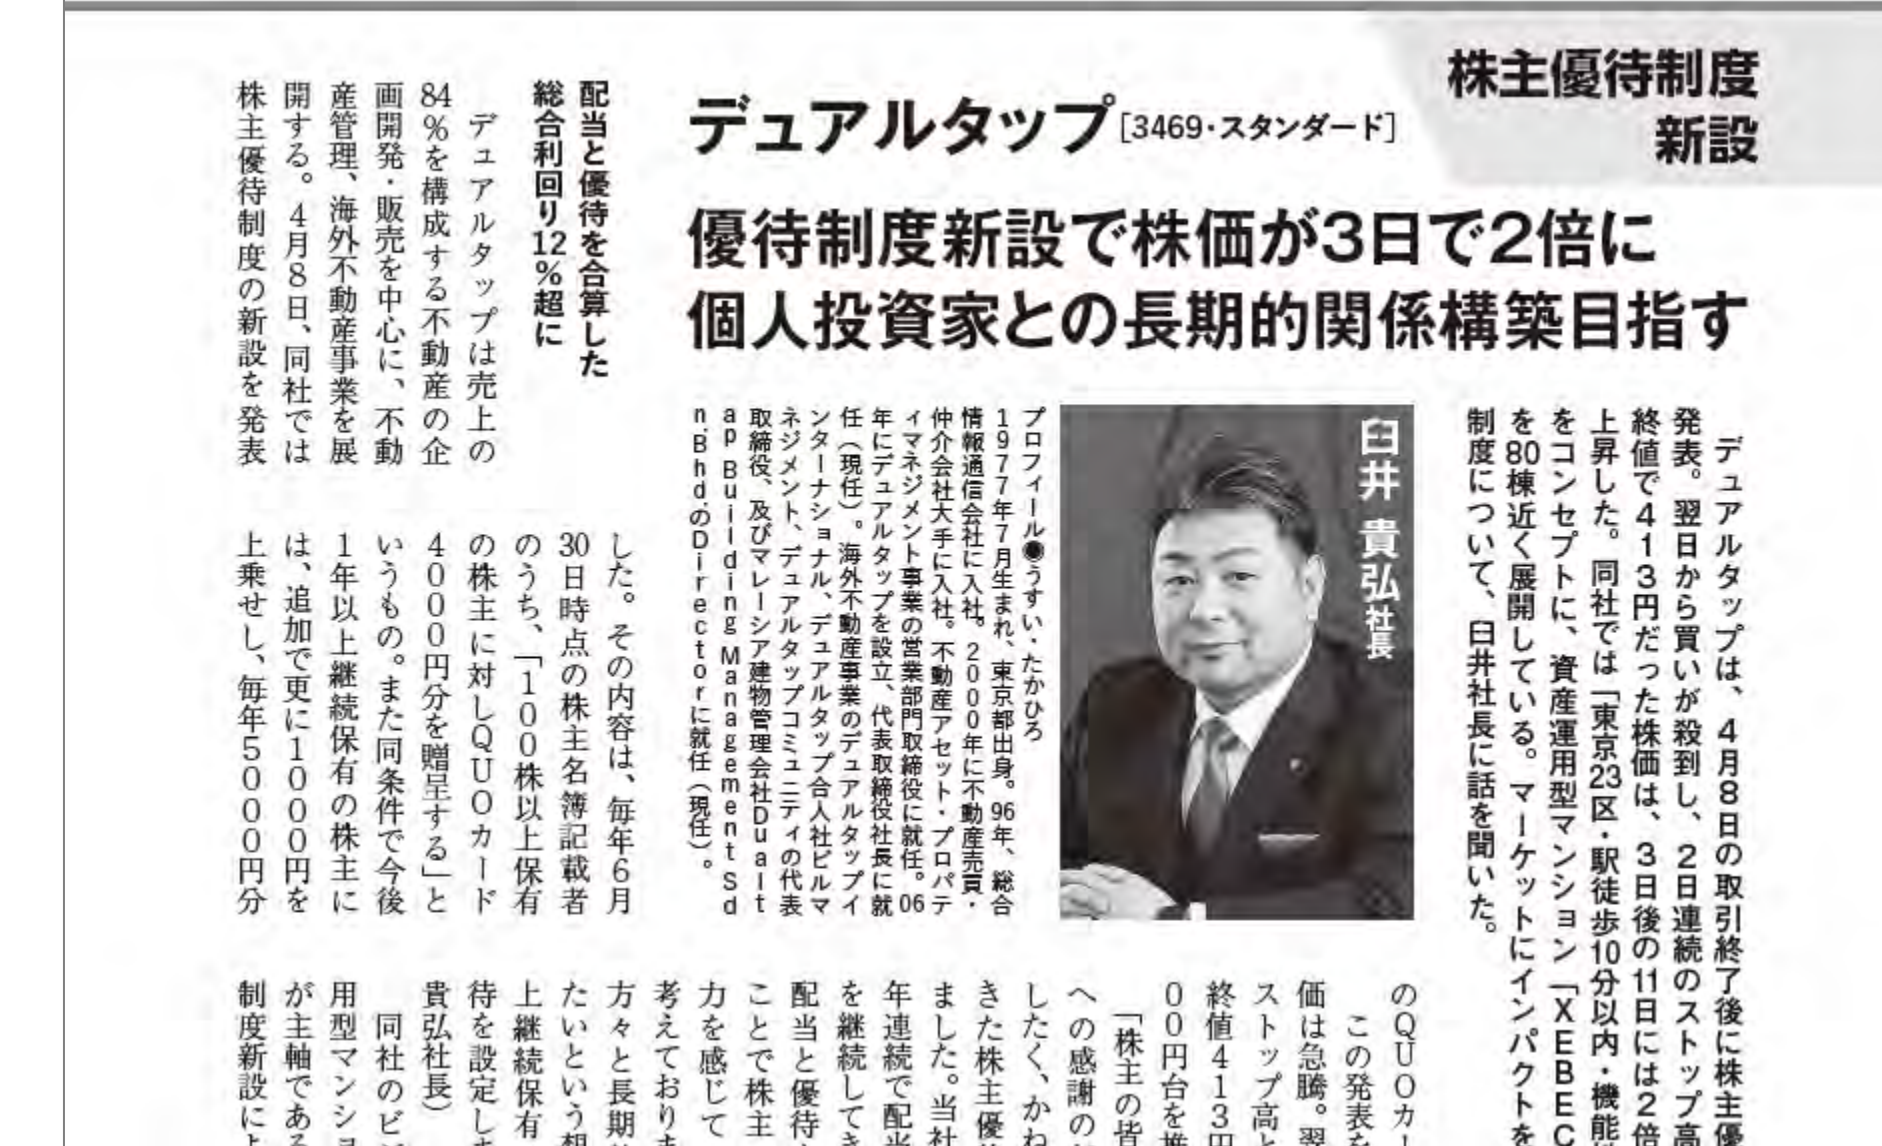 株主優待制度
新設
デュアルタップ[3469・スタンダード]
優待制度新設で株価が3日で2倍に
個人投資家との長期的関係構築目指す
デュアルタップは、4月8日の取引終了後に株主優
発表。翌日から買いが殺到し、2日連続のストップ高
終値で413円だった株価は、3日後の11日には2倍
上昇した。同社では「東京23区・駅徒歩10分以内・機能
をコンセプトに、資産運用型マンション「XEBEC
を80棟近く展開している。マーケットにインパクトを
制度について、臼井社長に話を聞いた。
臼井 貴弘社長
プロフィール●うすい・たかひろ
1977年7月生まれ、東京都出身。96年、総合
情報通信会社に入社。2000年に不動産売買・
仲介会社大手に入社。不動産アセット・プロパテ
ィマネジメント事業の営業部門取締役に就任。06
年にデュアルタップを設立、代表取締役社長に就
任(現任)。海外不動産事業のデュアルタップイ
ンターナショナル、デュアルタップ合人社ビルマ
ネジメント、デュアルタップコミュニティの代表
取締役、及びマレーシア建物管理会社Dualt
ap Building Management Sd
n.Bhd.のDirectorに就任(現任)。
配当と優待を合算した
総合利回り12%超に
デュアルタップは売上の
84%を構成する不動産の企
画開発・販売を中心に、不動
産管理、海外不動産事業を展
開する。4月8日、同社では
株主優待制度の新設を発表
した。その内容は、毎年6月
30日時点の株主名簿記載者
のうち、「100株以上保有
の株主に対しQUOカード
4000円分を贈呈する」と
いうもの。また同条件で今後
1年以上継続保有の株主に
は、追加で更に1000円を
上乗せし、毎年5000円分
のQUOカー
この発表を
価は急騰。翌
ストップ高と
終値413円
00円台を推
「株主の皆
への感謝の
したく、かね
きた株主優
ました。当社
年連続で配当
を継続してき
配当と優待
ことで株主
力を感じて
考えておりま
方々と長期
たいという想
上継続保有
待を設定しま
貴弘社長)
同社のビジ
用型マンショ
が主軸である
制度新設によ